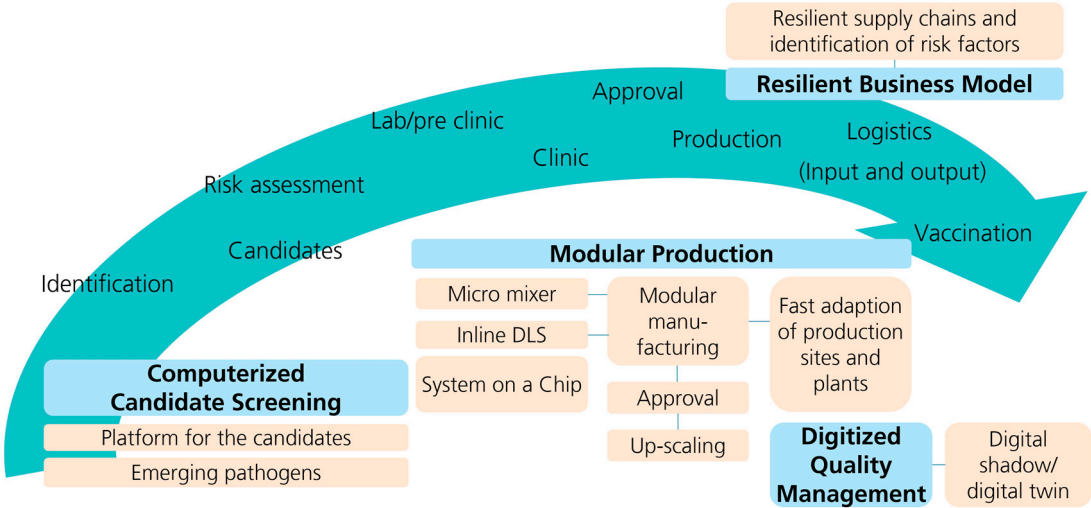 Resilient supply chains and
identification of risk factors
Resilient Business Model
Approval
Lab/pre clinic
Logistics
Production
Clinic
(Input and output)
Risk assessment
Candidates
Vaccination
Identification
Modular Production
Micro mixer
Inline DLS
System on a Chip
Modular
manu-
facturing
Approval
Up-scaling
Fast adaption
of production
sites and
plants
Computerized
Candidate Screening
Platform for the candidates
Emerging pathogens
Digitized
Quality
Management
Digital
shadow/
digital twin